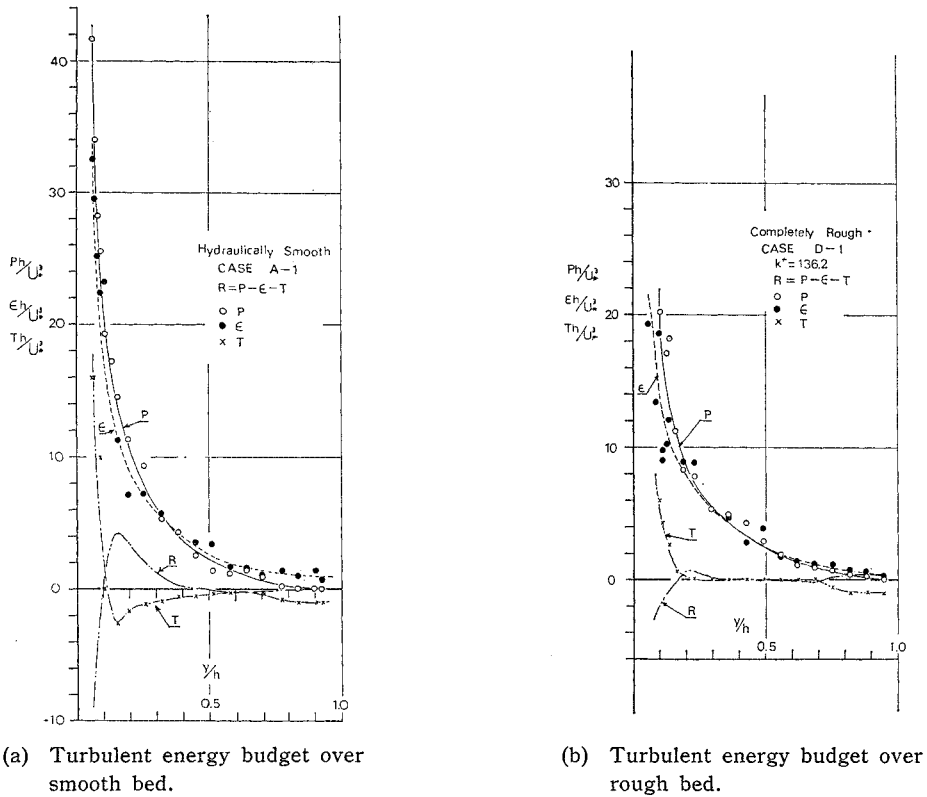 40
30
20
10
0
-10
Ph/U*³
Єh/U*³
Th/U*³
Hydraulically Smooth
CASE A-1
R=P-Є-T
○ P
● Є
× T
Є
P
R
T
y/h
0.5
1.0
(a) Turbulent energy budget over
smooth bed.
30
20
10
0
Ph/U*³
Єh/U*³
Th/U*³
Completely Rough
CASE D-1
k⁺=136.2
R=P-Є-T
○ P
● Є
× T
Є
P
T
R
y/h
0.5
1.0
(b) Turbulent energy budget over
rough bed.